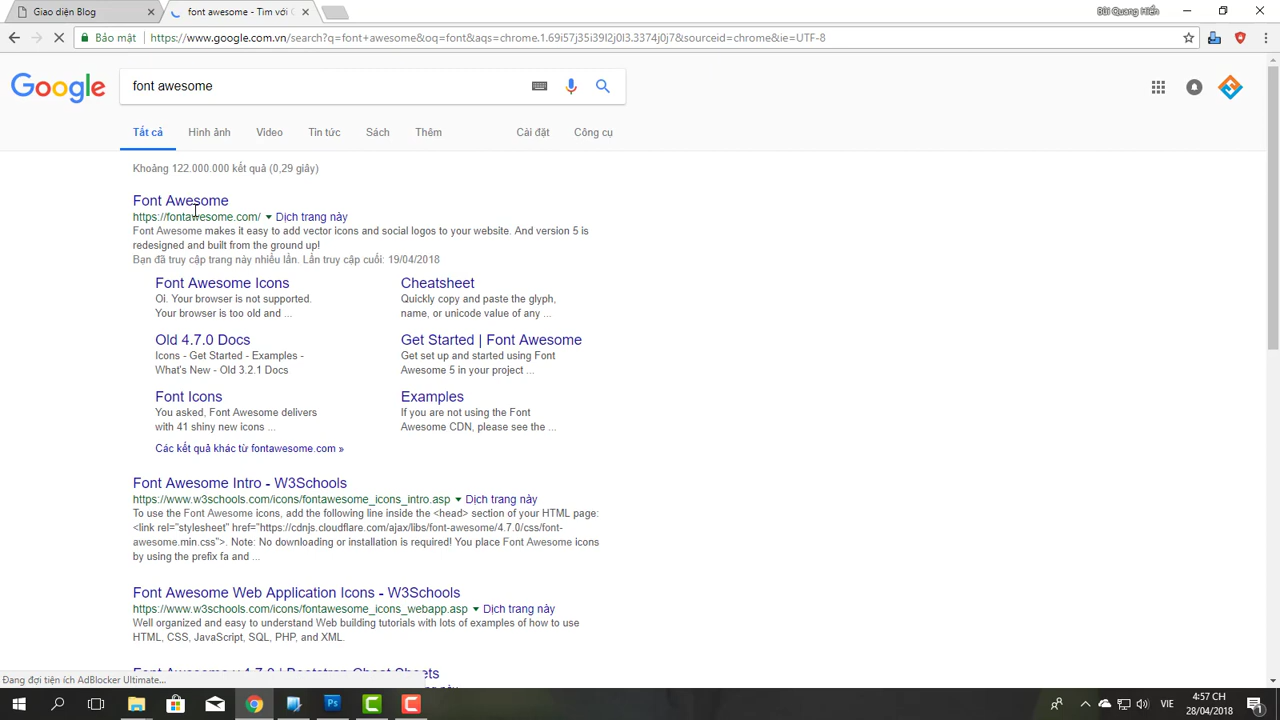 Giao diện Blog
font awesome - Tìm với G
Bùi Quang Hiển
Bảo mật
https://www.google.com.vn/search?q=font+awesome&oq=font&aqs=chrome.1.69i57j35i39l2j0l3.3374j0j7&sourceid=chrome&ie=UTF-8
Google
font awesome
Tất cả Hình ảnh Video Tin tức Sách Thêm Cài đặt Công cụ
Khoảng 122.000.000 kết quả (0,29 giây)
Font Awesome
https://fontawesome.com/ Dịch trang này
Font Awesome makes it easy to add vector icons and social logos to your website. And version 5 is
redesigned and built from the ground up!
Bạn đã truy cập trang này nhiều lần. Lần truy cập cuối: 19/04/2018
Font Awesome Icons
Oi. Your browser is not supported.
Your browser is too old and ...
Cheatsheet
Quickly copy and paste the glyph,
name, or unicode value of any ...
Old 4.7.0 Docs
Icons - Get Started - Examples -
What's New - Old 3.2.1 Docs
Get Started | Font Awesome
Get set up and started using Font
Awesome 5 in your project ...
Font Icons
You asked, Font Awesome delivers
with 41 shiny new icons ...
Examples
If you are not using the Font
Awesome CDN, please see the ...
Các kết quả khác từ fontawesome.com »
Font Awesome Intro - W3Schools
https://www.w3schools.com/icons/fontawesome_icons_intro.asp Dịch trang này
To use the Font Awesome icons, add the following line inside the <head> section of your HTML page:
<link rel="stylesheet" href="https://cdnjs.cloudflare.com/ajax/libs/font-awesome/4.7.0/css/font-
awesome.min.css">. Note: No downloading or installation is required! You place Font Awesome icons
by using the prefix fa and ...
Font Awesome Web Application Icons - W3Schools
https://www.w3schools.com/icons/fontawesome_icons_webapp.asp Dịch trang này
Well organized and easy to understand Web building tutorials with lots of examples of how to use
HTML, CSS, JavaScript, SQL, PHP, and XML.
Font Awesome v.4.7.0 | Bootstrap Cheat Sheets
Đang đợi tiện ích AdBlocker Ultimate...
Ps
VIE
4:57 CH
28/04/2018
1